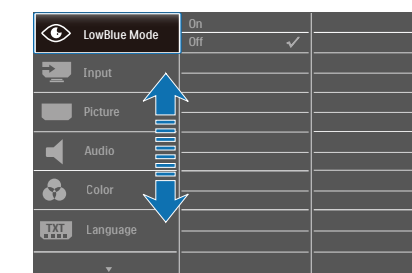 LowBlue Mode
On
Off
Input
Picture
Audio
Color
TXT
Language